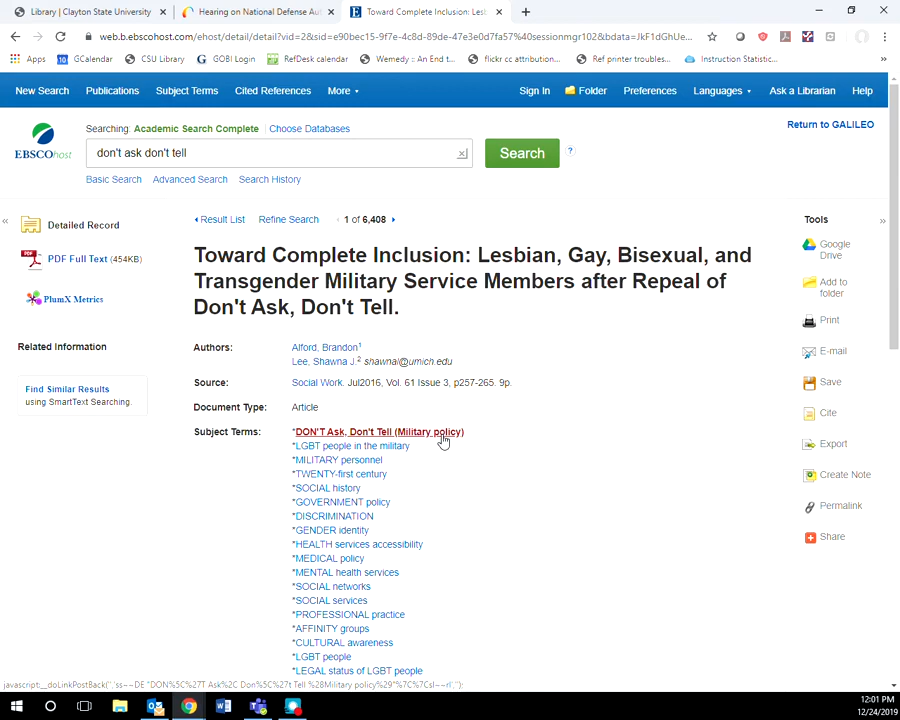 Library | Clayton State University
Hearing on National Defense Aut
Toward Complete Inclusion: Lesb
web.b.ebscohost.com/ehost/detail/detail?vid=2&sid=e90bec15-9f7e-4c8d-89de-47e3e0d7fa57%40sessionmgr102&bdata=JkF1dGhUe...
Apps
GCalendar
CSU Library
GOBI Login
RefDesk calendar
Wemedy :: An End t...
flickr cc attribution...
Ref printer troubles...
Instruction Statistic...
New Search Publications Subject Terms Cited References More
Sign In Folder Preferences Languages Ask a Librarian Help
Searching: Academic Search Complete Choose Databases
Return to GALILEO
EBSCOhost
don't ask don't tell
Search
?
Basic Search Advanced Search Search History
« Detailed Record
Result List Refine Search 1 of 6,408
Tools »
PDF Full Text (454KB)
PlumX Metrics
Related Information
Find Similar Results
using SmartText Searching.
Toward Complete Inclusion: Lesbian, Gay, Bisexual, and
Transgender Military Service Members after Repeal of
Don't Ask, Don't Tell.
Authors: Alford, Brandon1
Lee, Shawna J.2 shawnal@umich.edu
Source: Social Work. Jul2016, Vol. 61 Issue 3, p257-265. 9p.
Document Type: Article
Subject Terms: *DON'T Ask, Don't Tell (Military policy)
*LGBT people in the military
*MILITARY personnel
*TWENTY-first century
*SOCIAL history
*GOVERNMENT policy
*DISCRIMINATION
*GENDER identity
*HEALTH services accessibility
*MEDICAL policy
*MENTAL health services
*SOCIAL networks
*SOCIAL services
*PROFESSIONAL practice
*AFFINITY groups
*CULTURAL awareness
*LGBT people
*LEGAL status of LGBT people
Google
Drive
Add to
folder
Print
E-mail
Save
Cite
Export
Create Note
Permalink
Share
javascript:__doLinkPostBack('','ss~~DE "DON%5C%27T Ask%2C Don%5C%27t Tell %28Military policy%29"%7C%7Csl~~rl','');
12:01 PM
12/24/2019